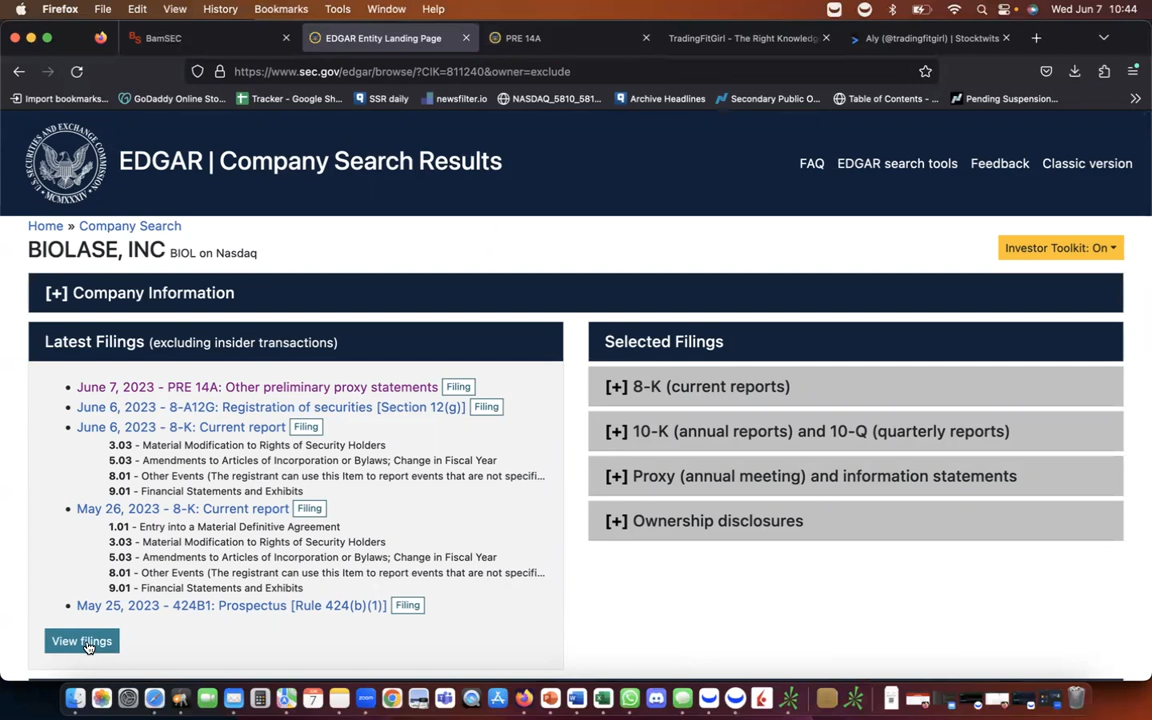 Firefox File Edit View History Bookmarks Tools Window Help Wed Jun 7 10:44
BamSEC EDGAR Entity Landing Page PRE 14A TradingFitGirl - The Right Knowledg Aly (@tradingfitgirl) | Stocktwits
https://www.sec.gov/edgar/browse/?CIK=811240&owner=exclude
Import bookmarks... GoDaddy Online Sto... Tracker - Google Sh... SSR daily newsfilter.io NASDAQ_5810_581... Archive Headlines Secondary Public O... Table of Contents - ... Pending Suspension...
EDGAR | Company Search Results
FAQ EDGAR search tools Feedback Classic version
Home » Company Search
BIOLASE, INC BIOL on Nasdaq
Investor Toolkit: On
[+] Company Information
Latest Filings (excluding insider transactions)
June 7, 2023 - PRE 14A: Other preliminary proxy statements Filing
June 6, 2023 - 8-A12G: Registration of securities [Section 12(g)] Filing
June 6, 2023 - 8-K: Current report Filing
3.03 - Material Modification to Rights of Security Holders
5.03 - Amendments to Articles of Incorporation or Bylaws; Change in Fiscal Year
8.01 - Other Events (The registrant can use this Item to report events that are not specifi...
9.01 - Financial Statements and Exhibits
May 26, 2023 - 8-K: Current report Filing
1.01 - Entry into a Material Definitive Agreement
3.03 - Material Modification to Rights of Security Holders
5.03 - Amendments to Articles of Incorporation or Bylaws; Change in Fiscal Year
8.01 - Other Events (The registrant can use this Item to report events that are not specifi...
9.01 - Financial Statements and Exhibits
May 25, 2023 - 424B1: Prospectus [Rule 424(b)(1)] Filing
View filings
Selected Filings
[+] 8-K (current reports)
[+] 10-K (annual reports) and 10-Q (quarterly reports)
[+] Proxy (annual meeting) and information statements
[+] Ownership disclosures